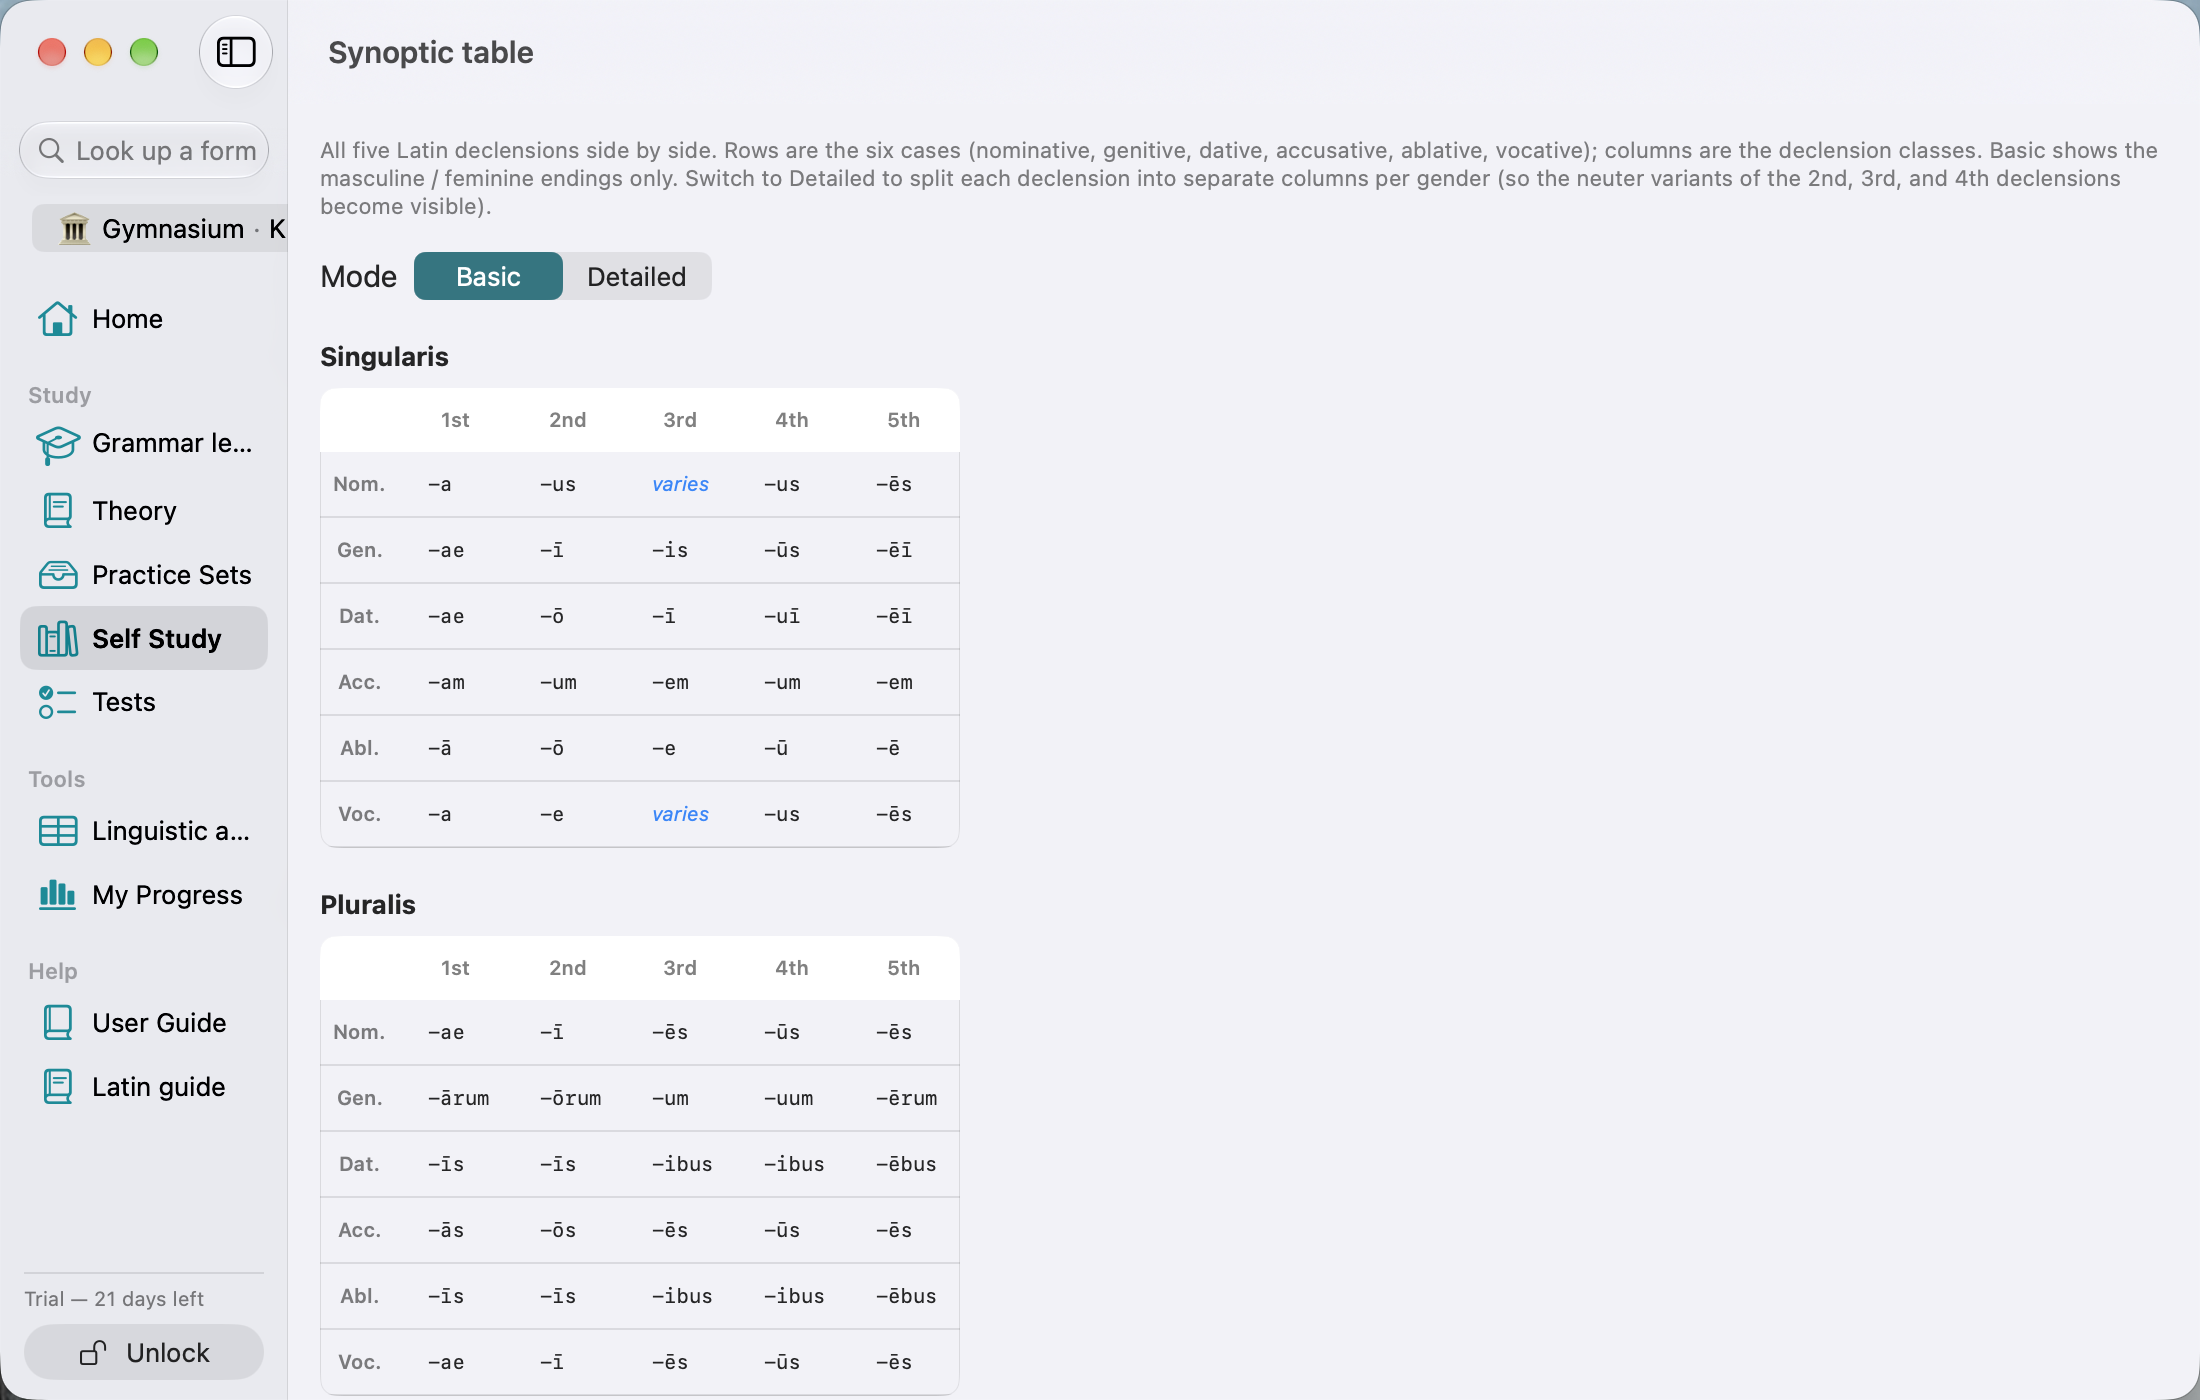 Synoptic table
Look up a form
Gymnasium · K
Home
Study
Grammar le...
Theory
Practice Sets
Self Study
Tests
Tools
Linguistic a...
My Progress
Help
User Guide
Latin guide
Trial — 21 days left
Unlock
All five Latin declensions side by side. Rows are the six cases (nominative, genitive, dative, accusative, ablative, vocative); columns are the declension classes. Basic shows the
masculine / feminine endings only. Switch to Detailed to split each declension into separate columns per gender (so the neuter variants of the 2nd, 3rd, and 4th declensions
become visible).
Mode Basic Detailed
Singularis
1st 2nd 3rd 4th 5th
Nom. –a –us varies –us –ēs
Gen. –ae –ī –is –ūs –ēī
Dat. –ae –ō –ī –uī –ēī
Acc. –am –um –em –um –em
Abl. –ā –ō –e –ū –ē
Voc. –a –e varies –us –ēs
Pluralis
1st 2nd 3rd 4th 5th
Nom. –ae –ī –ēs –ūs –ēs
Gen. –ārum –ōrum –um –uum –ērum
Dat. –īs –īs –ibus –ibus –ēbus
Acc. –ās –ōs –ēs –ūs –ēs
Abl. –īs –īs –ibus –ibus –ēbus
Voc. –ae –ī –ēs –ūs –ēs